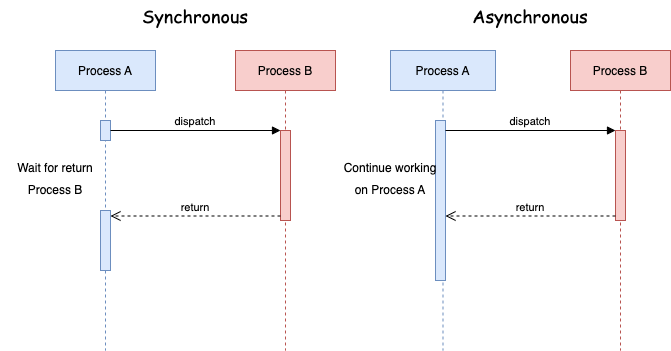 Synchronous
Asynchronous
Process A
Process B
Process A
Process B
dispatch
dispatch
Wait for return
Process B
Continue working
on Process A
return
return